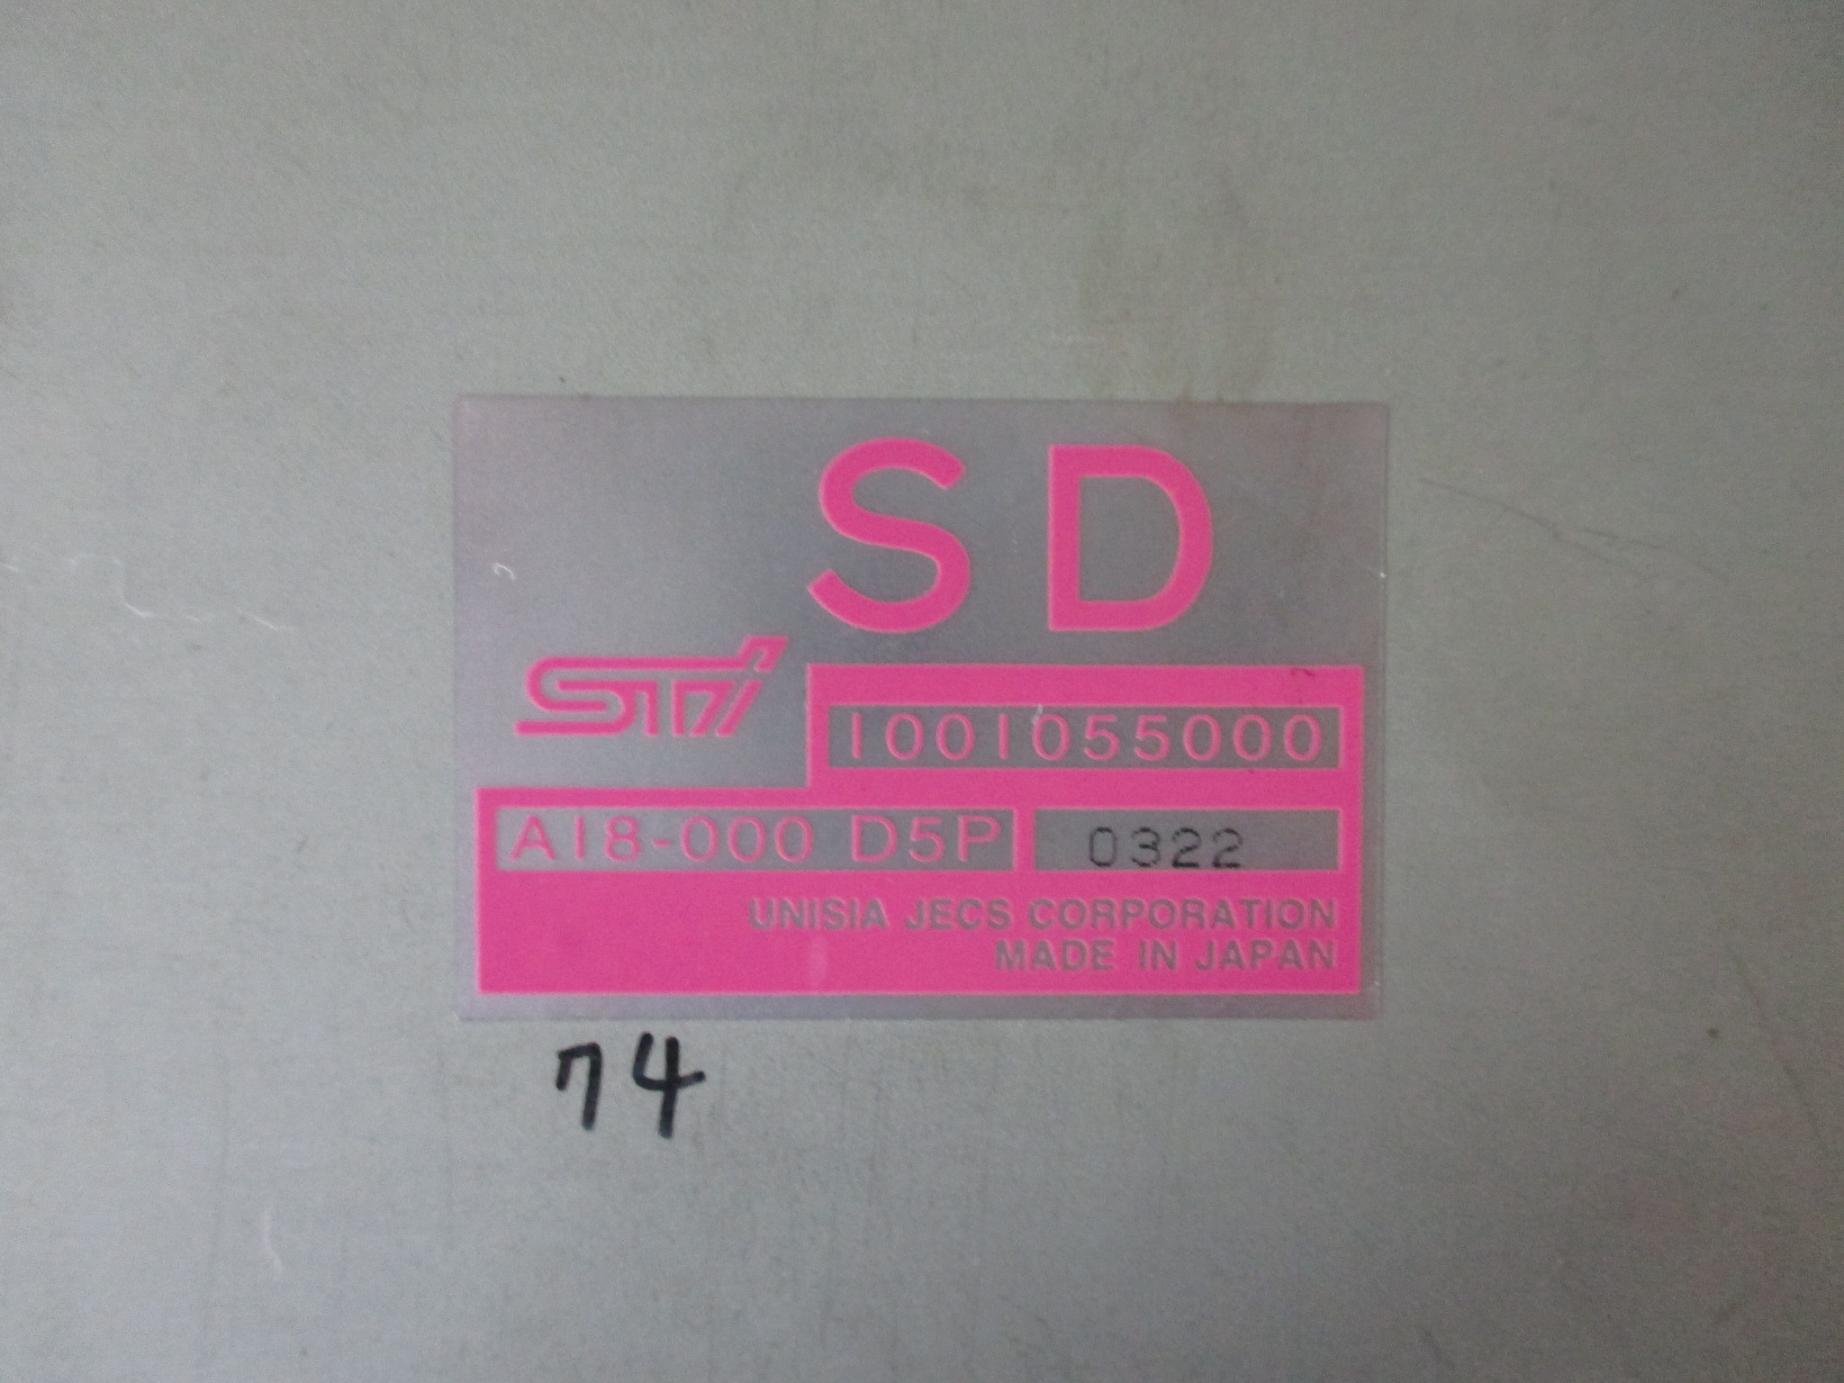 SD
STi
1001055000
A18-000 D5P 0322
UNISIA JECS CORPORATION
MADE IN JAPAN
74